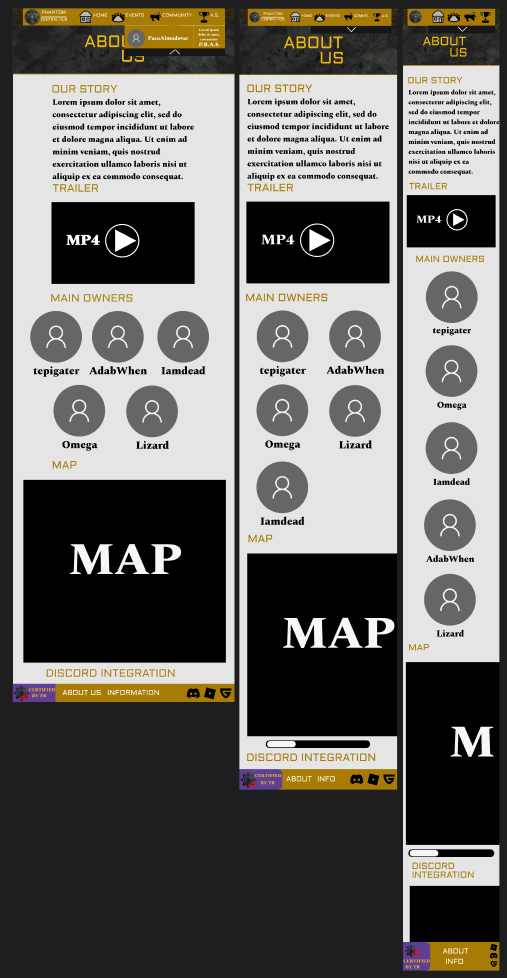 PHANTOM
CENTRAL HUB
HOME
EVENTS
COMMUNITY
A.S.
ABOUT
US
PacoAlmodovar
P.R.A.S.
OUR STORY
Lorem ipsum dolor sit amet,
consectetur adipiscing elit, sed do
eiusmod tempor incididunt ut labore
et dolore magna aliqua. Ut enim ad
minim veniam, quis nostrud
exercitation ullamco laboris nisi ut
aliquip ex ea commodo consequat.
TRAILER
MP4
MAIN OWNERS
tepigater AdabWhen Iamdead
Omega Lizard
MAP
MAP
DISCORD INTEGRATION
CERTIFIED
BY TR
ABOUT US INFORMATION
PHANTOM
CENTRAL HUB
HOME
EVENTS
A.S.
ABOUT
US
OUR STORY
Lorem ipsum dolor sit amet,
consectetur adipiscing elit, sed do
eiusmod tempor incididunt ut labore
et dolore magna aliqua. Ut enim ad
minim veniam, quis nostrud
exercitation ullamco laboris nisi ut
aliquip ex ea commodo consequat.
TRAILER
MP4
MAIN OWNERS
tepigater AdabWhen
Omega Lizard
Iamdead
MAP
MAP
DISCORD INTEGRATION
CERTIFIED
BY TR
ABOUT INFO
ABOUT
US
OUR STORY
Lorem ipsum dolor sit amet,
consectetur adipiscing elit,
sed do eiusmod tempor
incididunt ut labore et dolore
magna aliqua. Ut enim ad
minim veniam, quis nostrud
exercitation ullamco laboris
nisi ut aliquip ex ea
commodo consequat.
TRAILER
MP4
MAIN OWNERS
tepigater
Omega
Iamdead
AdabWhen
Lizard
MAP
M
DISCORD
INTEGRATION
CERTIFIED
BY TR
ABOUT
INFO